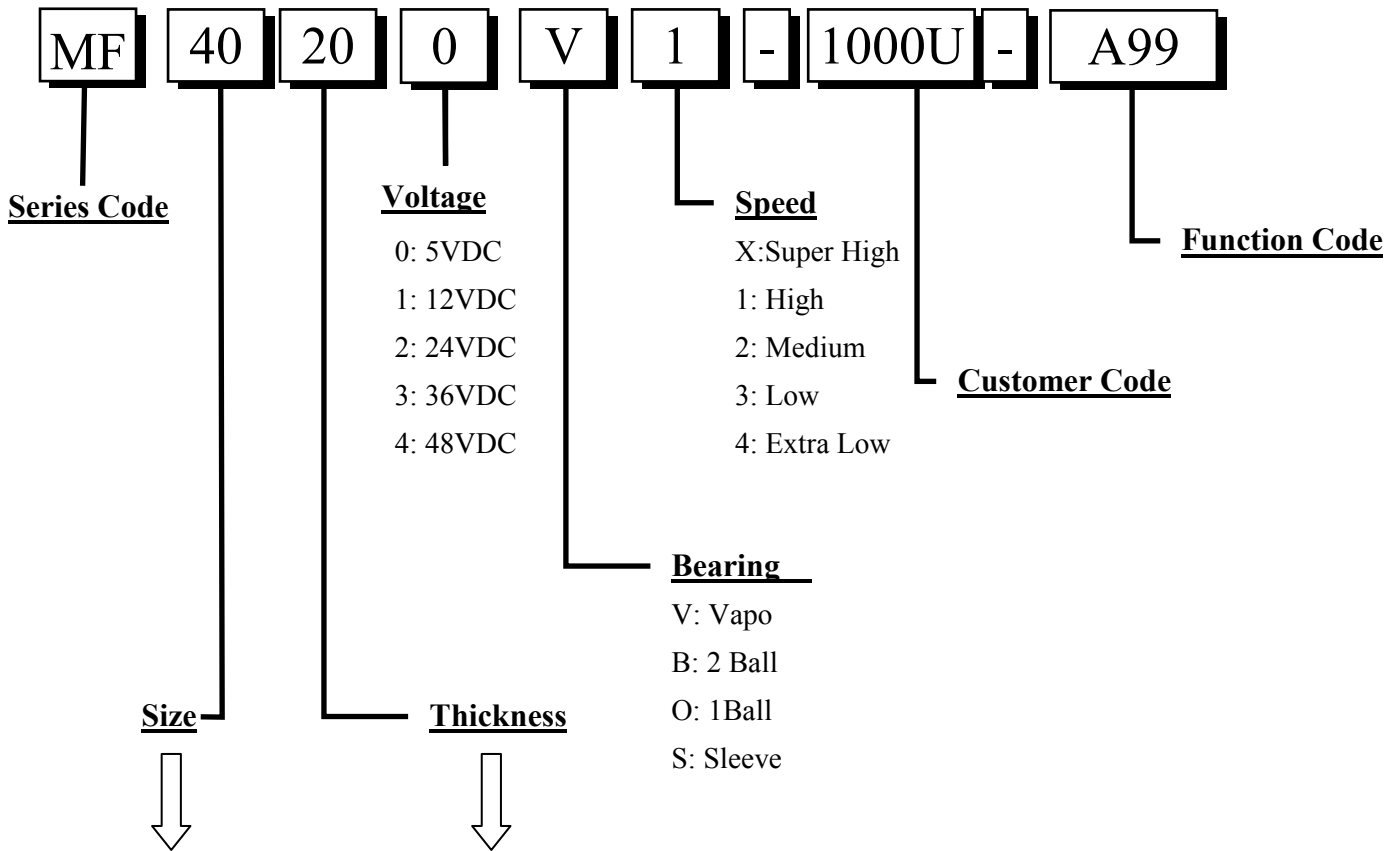 MF 40 20 0 V 1 - 1000U - A99
Series Code
Voltage
0: 5VDC
1: 12VDC
2: 24VDC
3: 36VDC
4: 48VDC
Speed
X:Super High
1: High
2: Medium
3: Low
4: Extra Low
Function Code
Customer Code
Bearing
V: Vapo
B: 2 Ball
O: 1Ball
S: Sleeve
Size
Thickness